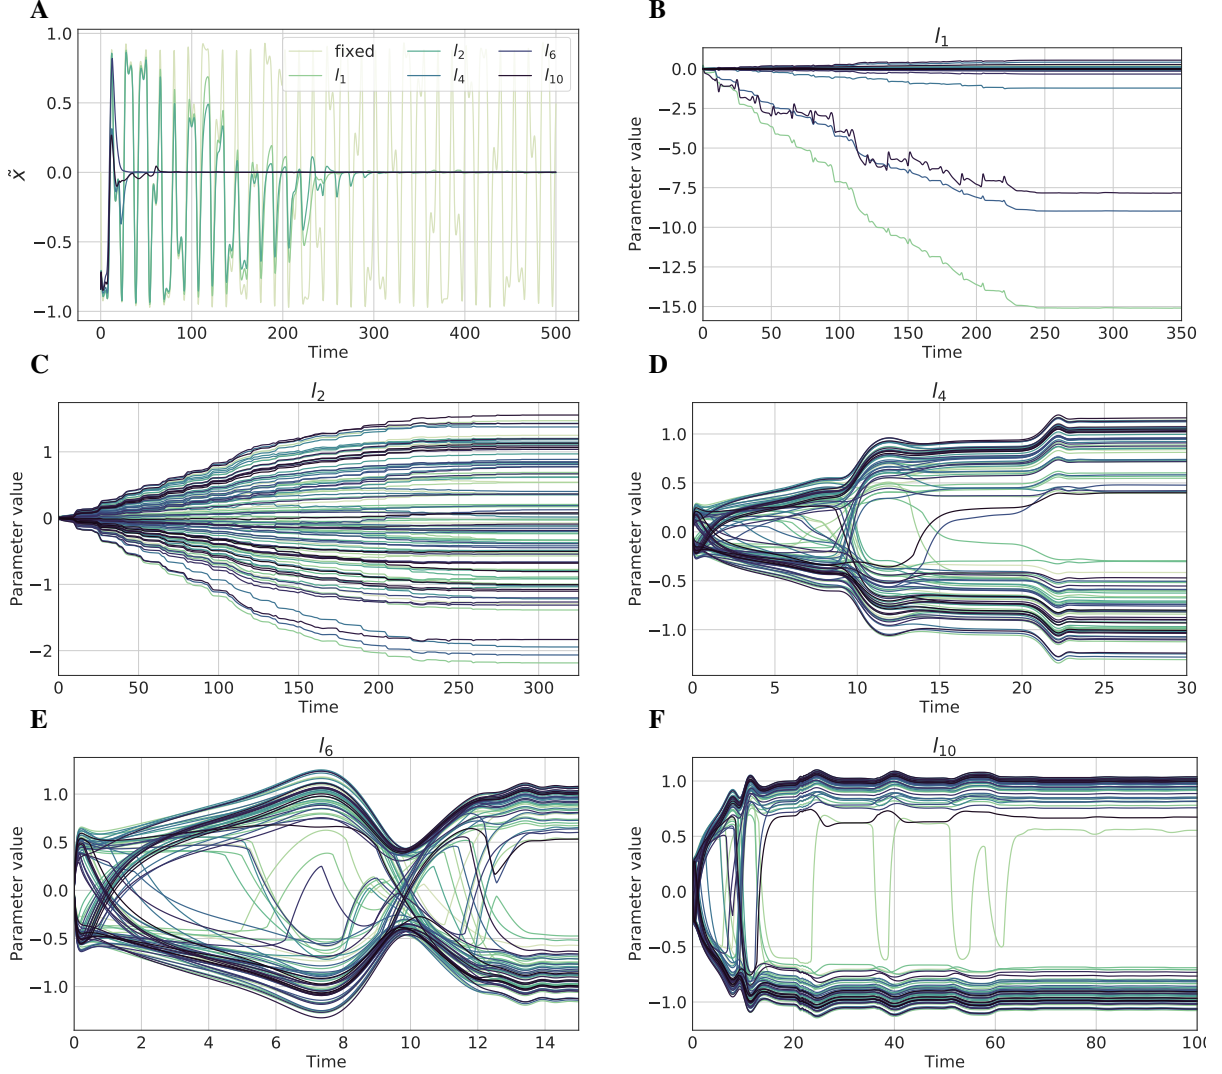 A
1.0
0.5
0.0
−0.5
−1.0
x̃
fixed
l1
l2
l4
l6
l10
0 100 200 300 400 500
Time
B
l1
0.0
−2.5
−5.0
−7.5
−10.0
−12.5
−15.0
Parameter value
0 50 100 150 200 250 300 350
Time
C
l2
1
0
−1
−2
Parameter value
0 50 100 150 200 250 300
Time
D
l4
1.0
0.5
0.0
−0.5
−1.0
Parameter value
0 5 10 15 20 25 30
Time
E
l6
1.0
0.5
0.0
−0.5
−1.0
Parameter value
0 2 4 6 8 10 12 14
Time
F
l10
1.0
0.5
0.0
−0.5
−1.0
Parameter value
0 20 40 60 80 100
Time